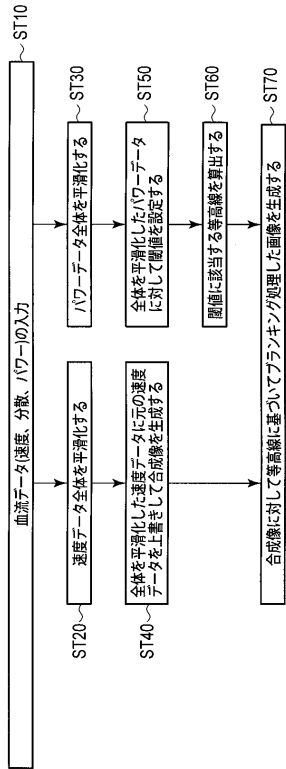 血流データ(速度、分散、パワー)の入力
ST10
速度データ全体を平滑化する
ST20
パワーデータ全体を平滑化する
ST30
全体を平滑化した速度データに元の速度
データを上書きして合成像を生成する
ST40
全体を平滑化したパワーデータ
に対して閾値を設定する
ST50
閾値に該当する等高線を算出する
ST60
合成像に対して等高線に基づいてブランキング処理した画像を生成する
ST70